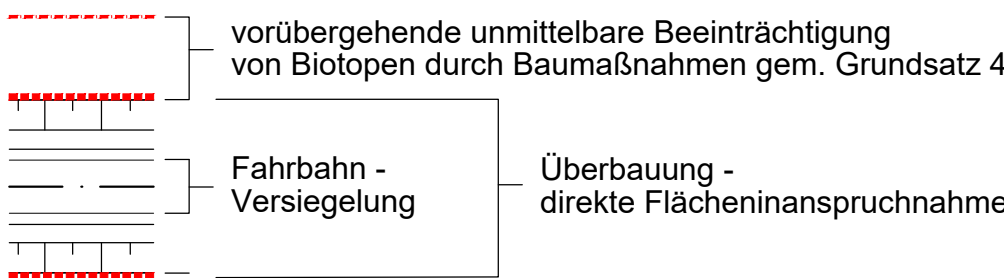 vorübergehende unmittelbare Beeinträchtigung
von Biotopen durch Baumaßnahmen gem. Grundsatz 4
Fahrbahn -
Versiegelung
Überbauung -
direkte Flächeninanspruchnahme